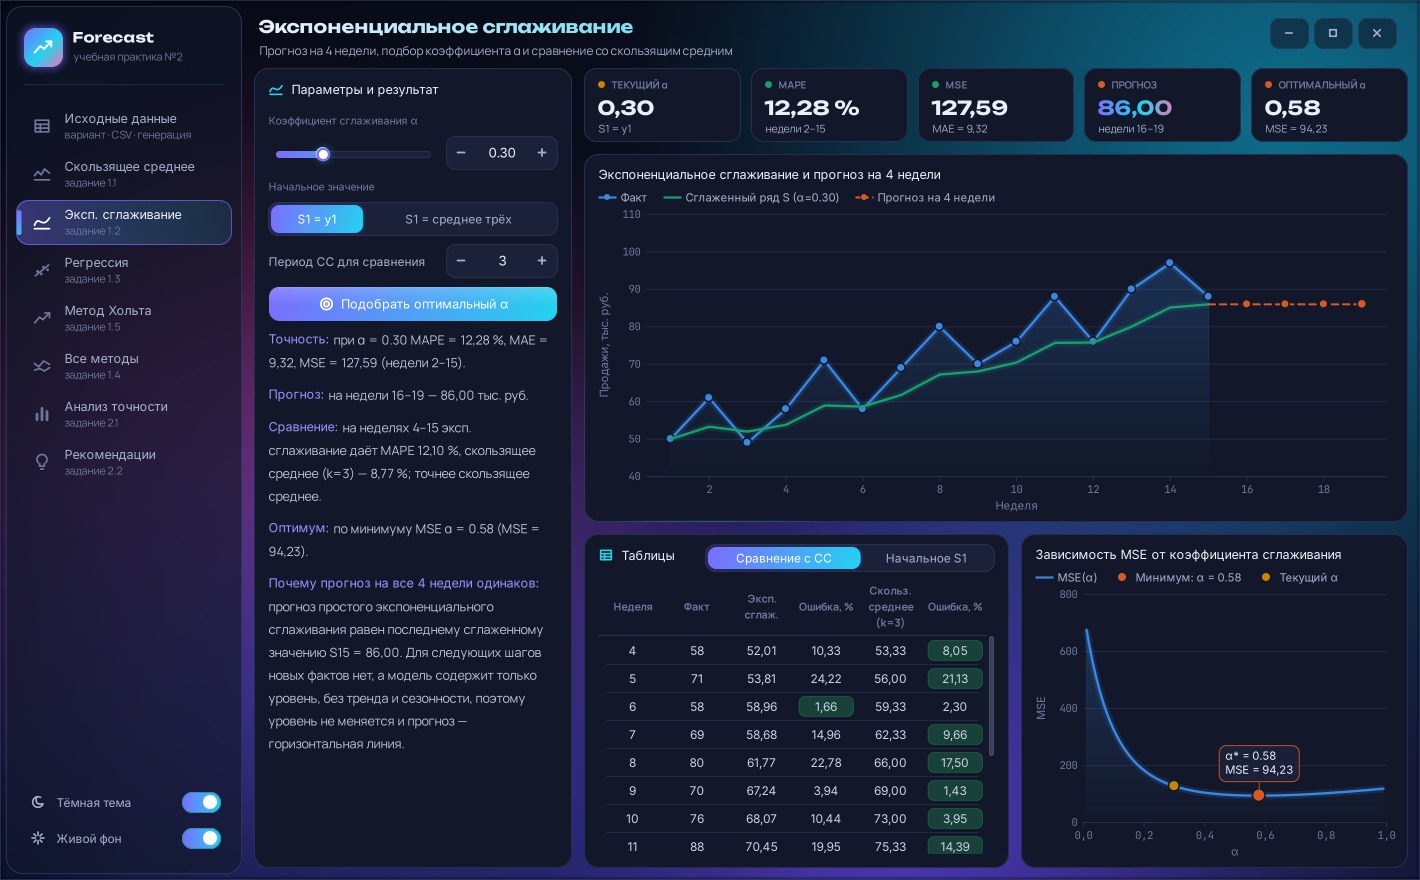 Forecast
учебная практика №2
Исходные данные
вариант · CSV · генерация
Скользящее среднее
задание 1.1
Эксп. сглаживание
задание 1.2
Регрессия
задание 1.3
Метод Хольта
задание 1.5
Все методы
задание 1.4
Анализ точности
задание 2.1
Рекомендации
задание 2.2
Тёмная тема
Живой фон
Экспоненциальное сглаживание
Прогноз на 4 недели, подбор коэффициента α и сравнение со скользящим средним
Параметры и результат
Коэффициент сглаживания α
0.30
Начальное значение
S1 = y1 S1 = среднее трёх
Период СС для сравнения 3
Подобрать оптимальный α
Точность: при α = 0.30 MAPE = 12,28 %, MAE =
9,32, MSE = 127,59 (недели 2–15).
Прогноз: на недели 16–19 — 86,00 тыс. руб.
Сравнение: на неделях 4–15 эксп.
сглаживание даёт MAPE 12,10 %, скользящее
среднее (k=3) — 8,77 %; точнее скользящее
среднее.
Оптимум: по минимуму MSE α = 0.58 (MSE =
94,23).
Почему прогноз на все 4 недели одинаков:
прогноз простого экспоненциального
сглаживания равен последнему сглаженному
значению S15 = 86,00. Для следующих шагов
новых фактов нет, а модель содержит только
уровень, без тренда и сезонности, поэтому
уровень не меняется и прогноз —
горизонтальная линия.
ТЕКУЩИЙ α
0,30
S1 = y1
MAPE
12,28 %
недели 2–15
MSE
127,59
MAE = 9,32
ПРОГНОЗ
86,00
недели 16–19
ОПТИМАЛЬНЫЙ α
0,58
MSE = 94,23
Экспоненциальное сглаживание и прогноз на 4 недели
Факт Сглаженный ряд S (α=0.30) Прогноз на 4 недели
110
100
90
80
70
60
50
40
Продажи, тыс. руб.
2 4 6 8 10 12 14 16 18
Неделя
Таблицы
Сравнение с СС Начальное S1
Неделя Факт Эксп. сглаж. Ошибка, % Скольз. среднее (k=3) Ошибка, %
4 58 52,01 10,33 53,33 8,05
5 71 53,81 24,22 56,00 21,13
6 58 58,96 1,66 59,33 2,30
7 69 58,68 14,96 62,33 9,66
8 80 61,77 22,78 66,00 17,50
9 70 67,24 3,94 69,00 1,43
10 76 68,07 10,44 73,00 3,95
11 88 70,45 19,95 75,33 14,39
Зависимость MSE от коэффициента сглаживания
MSE(α) Минимум: α = 0.58 Текущий α
800
600
400
200
0
MSE
α* = 0.58
MSE = 94,23
0,0 0,2 0,4 0,6 0,8 1,0
α